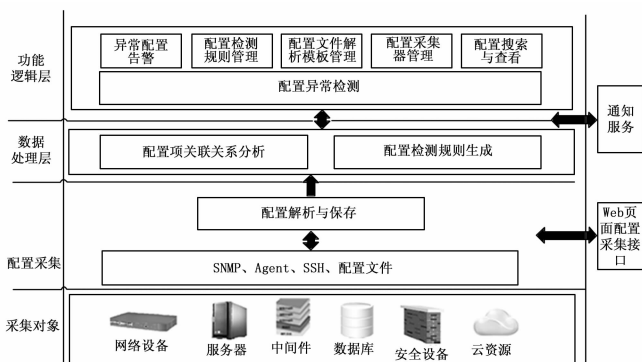 功能
逻辑层
异常配置
告警
配置检测
规则管理
配置文件解
析模板管理
配置采集
器管理
配置搜索
与查看
配置异常检测
通知
服务
数据
处理层
配置项关联关系分析
配置检测规则生成
配置解析与保存
Web页
面配置
采集接
口
配置采集
SNMP、Agent、SSH、配置文件
采集对象
网络设备
服务器
中间件
数据库
安全设备
云资源